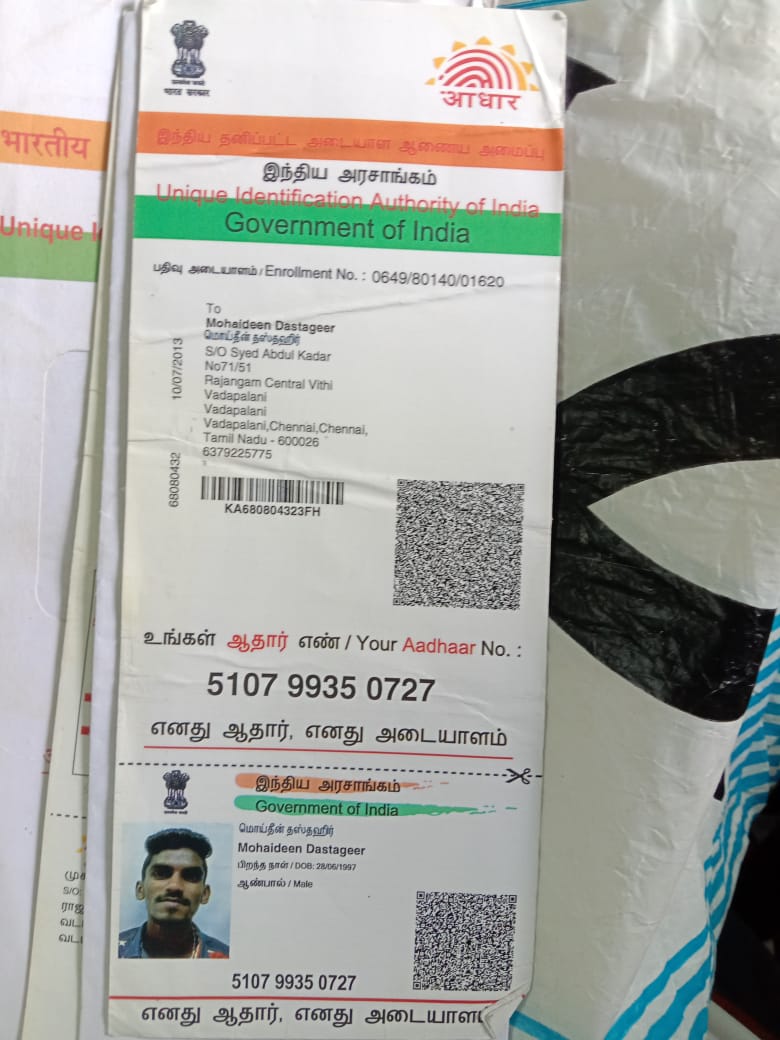 भारत सरकार
आधार
இந்திய தனிப்பட்ட அடையாள ஆணைய அமைப்பு
இந்திய அரசாங்கம்
Unique Identification Authority of India
Government of India
பதிவு அடையாளம் / Enrollment No. : 0649/80140/01620
To
Mohaideen Dastageer
மொய்தீன் தஸ்தஹிர்
S/O Syed Abdul Kadar
No71/51
Rajangam Central Vithi
Vadapalani
Vadapalani
Vadapalani,Chennai,Chennai,
Tamil Nadu - 600026
6379225775
10/07/2013
68080432
KA680804323FH
உங்கள் ஆதார் எண் / Your Aadhaar No. :
5107 9935 0727
எனது ஆதார், எனது அடையாளம்
இந்திய அரசாங்கம்
Government of India
மொய்தீன் தஸ்தஹிர்
Mohaideen Dastageer
பிறந்த நாள் / DOB: 28/06/1997
ஆண்பால் / Male
5107 9935 0727
எனது ஆதார், எனது அடையாள
भारतीय
Unique
S/O: